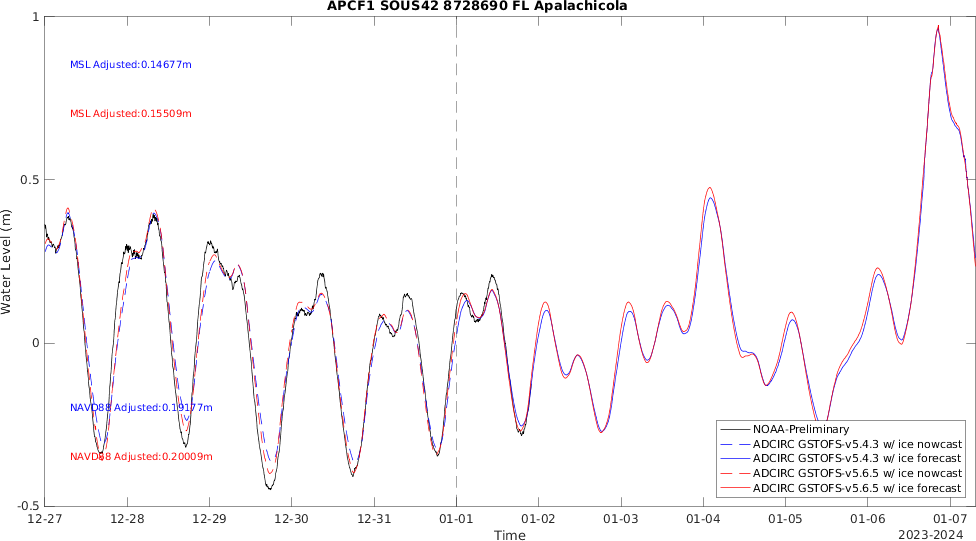 APCF1 SOUS42 8728690 FL Apalachicola
1
MSL Adjusted:0.14677m
MSL Adjusted:0.15509m
0.5
Water Level (m)
0
NAVD88 Adjusted:0.19177m
NAVD88 Adjusted:0.20009m
-0.5
NOAA-Preliminary
ADCIRC GSTOFS-v5.4.3 w/ ice nowcast
ADCIRC GSTOFS-v5.4.3 w/ ice forecast
ADCIRC GSTOFS-v5.6.5 w/ ice nowcast
ADCIRC GSTOFS-v5.6.5 w/ ice forecast
12-27 12-28 12-29 12-30 12-31 01-01 01-02 01-03 01-04 01-05 01-06 01-07
Time
2023-2024